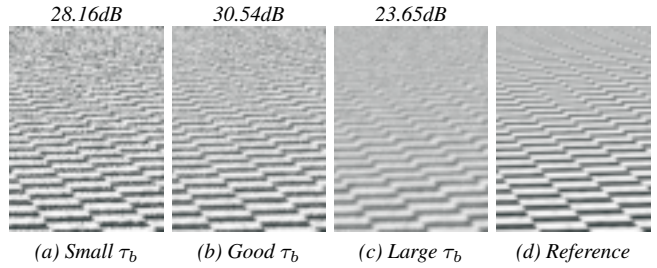 28.16dB 30.54dB 23.65dB
(a) Small τb (b) Good τb (c) Large τb (d) Reference